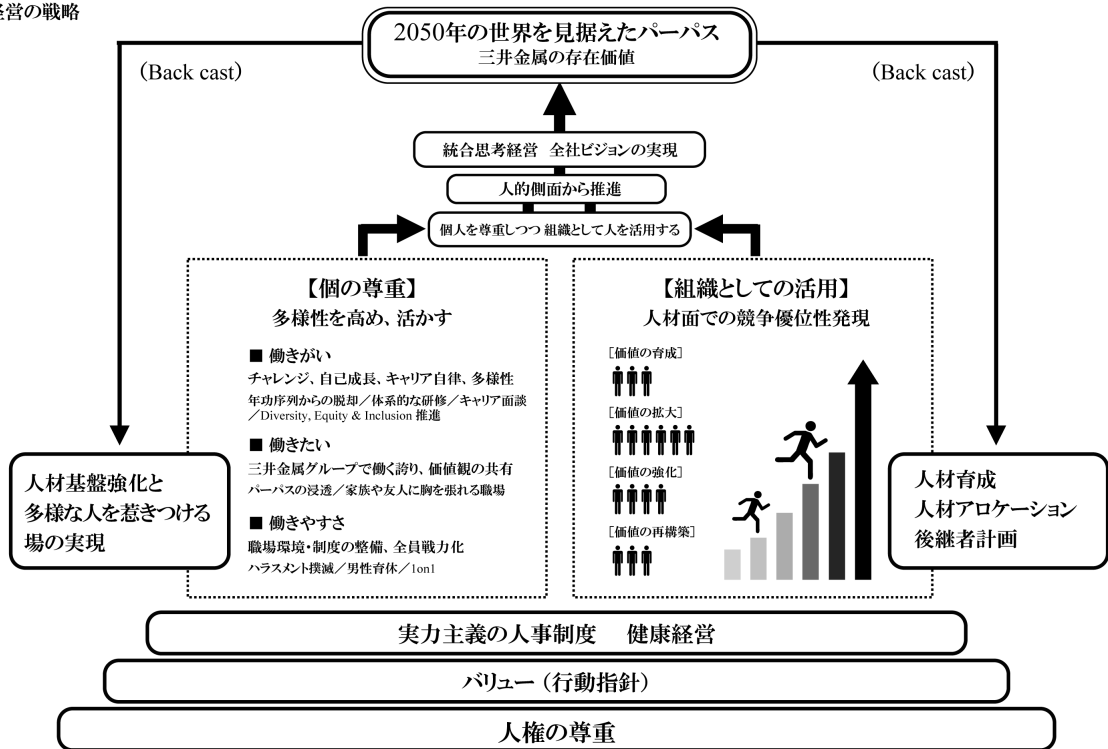 営の戦略
2050年の世界を見据えたパーパス
三井金属の存在価値
(Back cast)
(Back cast)
統合思考経営 全社ビジョンの実現
人的側面から推進
個人を尊重しつつ 組織として人を活用する
【個の尊重】
多様性を高め、活かす
■ 働きがい
チャレンジ、自己成長、キャリア自律、多様性
年功序列からの脱却／体系的な研修／キャリア面談
／Diversity, Equity & Inclusion 推進
■ 働きたい
三井金属グループで働く誇り、価値観の共有
パーパスの浸透／家族や友人に胸を張れる職場
■ 働きやすさ
職場環境・制度の整備、全員戦力化
ハラスメント撲滅／男性育休／1on1
【組織としての活用】
人材面での競争優位性発現
［価値の育成］
［価値の拡大］
［価値の強化］
［価値の再構築］
人材基盤強化と
多様な人を惹きつける
場の実現
人材育成
人材アロケーション
後継者計画
実力主義の人事制度 健康経営
バリュー（行動指針）
人権の尊重